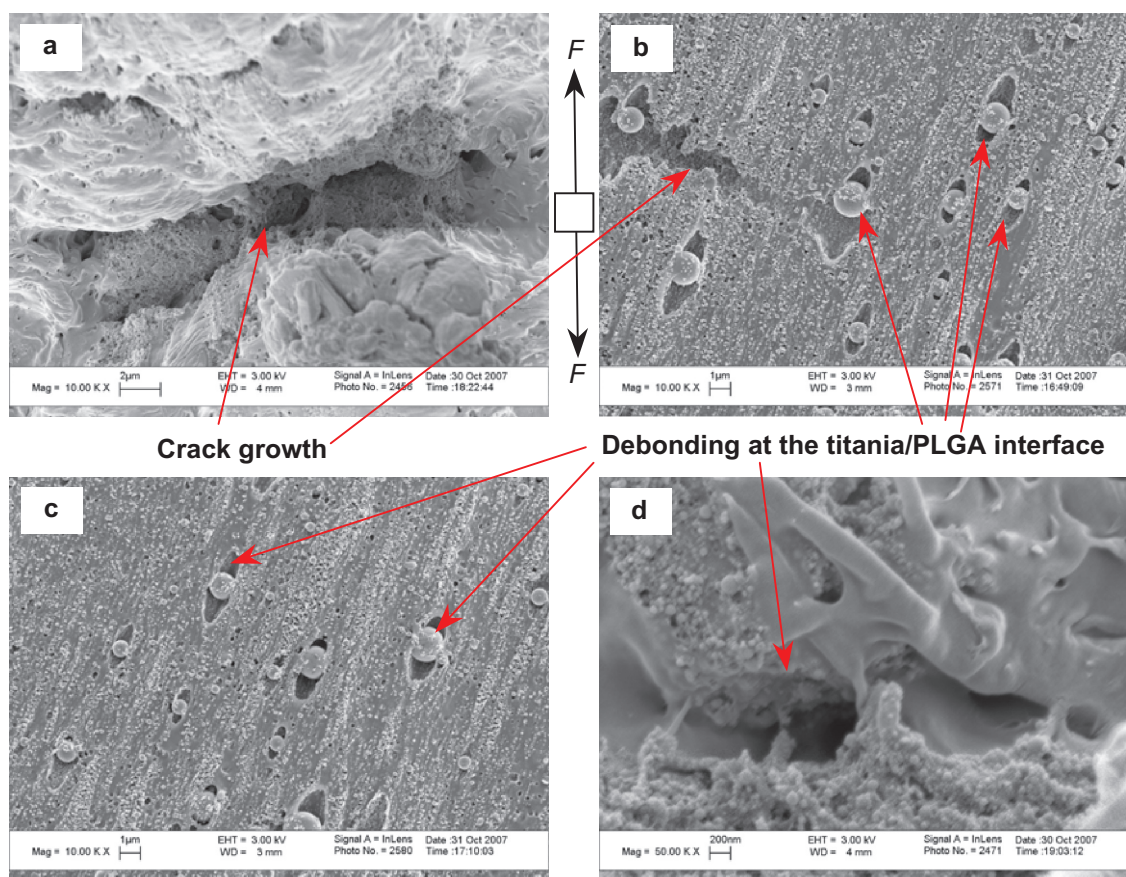 a
F
F
b
2µm
Mag = 10.00 K X
EHT = 3.00 kV
WD = 4 mm
Signal A = InLens
Photo No. = 2456
Date :30 Oct 2007
Time :18:22:44
1µm
Mag = 10.00 K X
EHT = 3.00 kV
WD = 3 mm
Signal A = InLens
Photo No. = 2571
Date :31 Oct 2007
Time :16:49:09
Crack growth
Debonding at the titania/PLGA interface
c
d
1µm
Mag = 10.00 K X
EHT = 3.00 kV
WD = 3 mm
Signal A = InLens
Photo No. = 2580
Date :31 Oct 2007
Time :17:10:03
200nm
Mag = 50.00 K X
EHT = 3.00 kV
WD = 4 mm
Signal A = InLens
Photo No. = 2471
Date :30 Oct 2007
Time :19:03:12